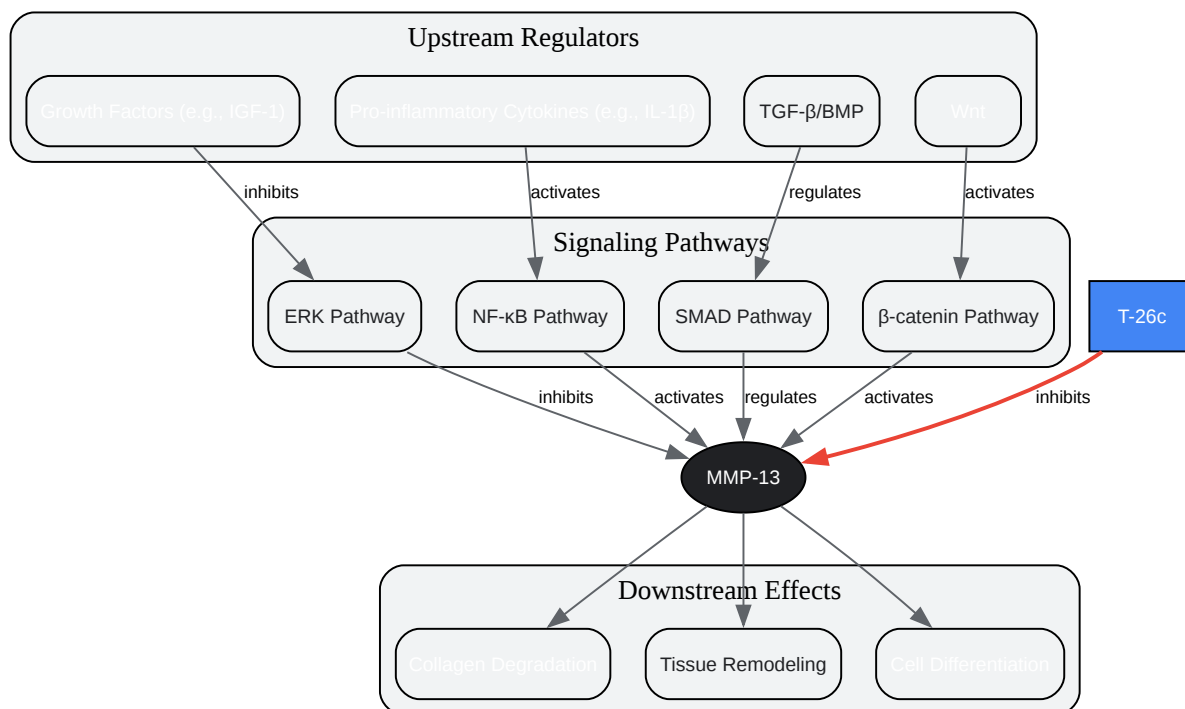 Upstream Regulators
Growth Factors (e.g., IGF-1)
Pro-inflammatory Cytokines (e.g., IL-1β)
TGF-β/BMP
Wnt
inhibits
activates
regulates
activates
Signaling Pathways
ERK Pathway
NF-κB Pathway
SMAD Pathway
β-catenin Pathway
T-26c
inhibits
activates
regulates
activates
inhibits
MMP-13
Downstream Effects
Collagen Degradation
Tissue Remodeling
Cell Differentiation